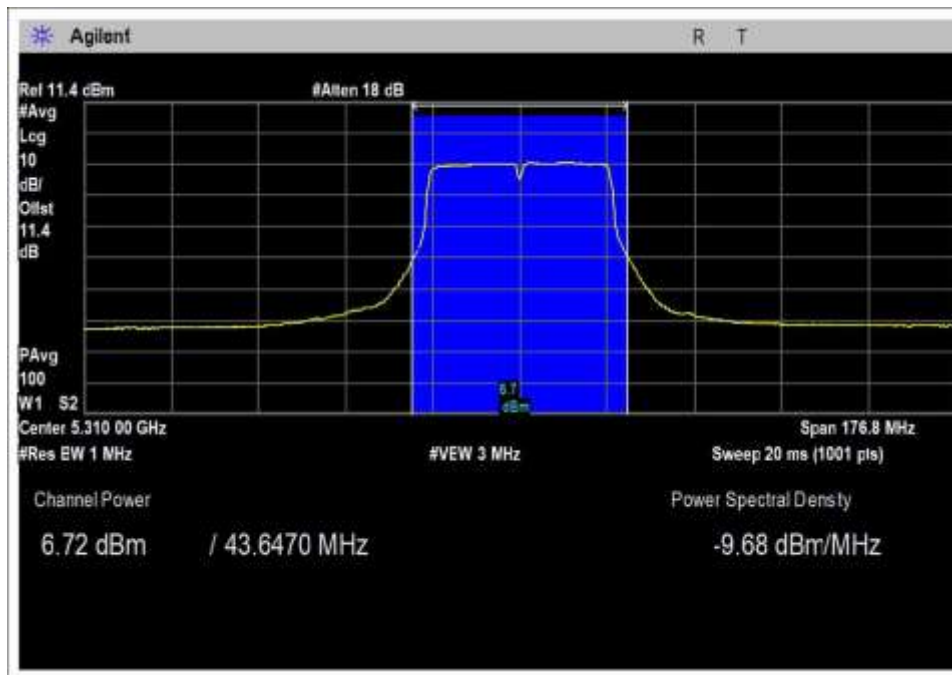 Agilent
R T
Ref 11.4 dBm #Atten 18 dB
#Avg
Log
10
dB/
Offst
11.4
dB
PAvg
100
W1 S2
6.7
dBm
Center 5.310 00 GHz Span 176.8 MHz
#Res BW 1 MHz #VBW 3 MHz Sweep 20 ms (1001 pts)
Channel Power Power Spectral Density
6.72 dBm / 43.6470 MHz -9.68 dBm/MHz